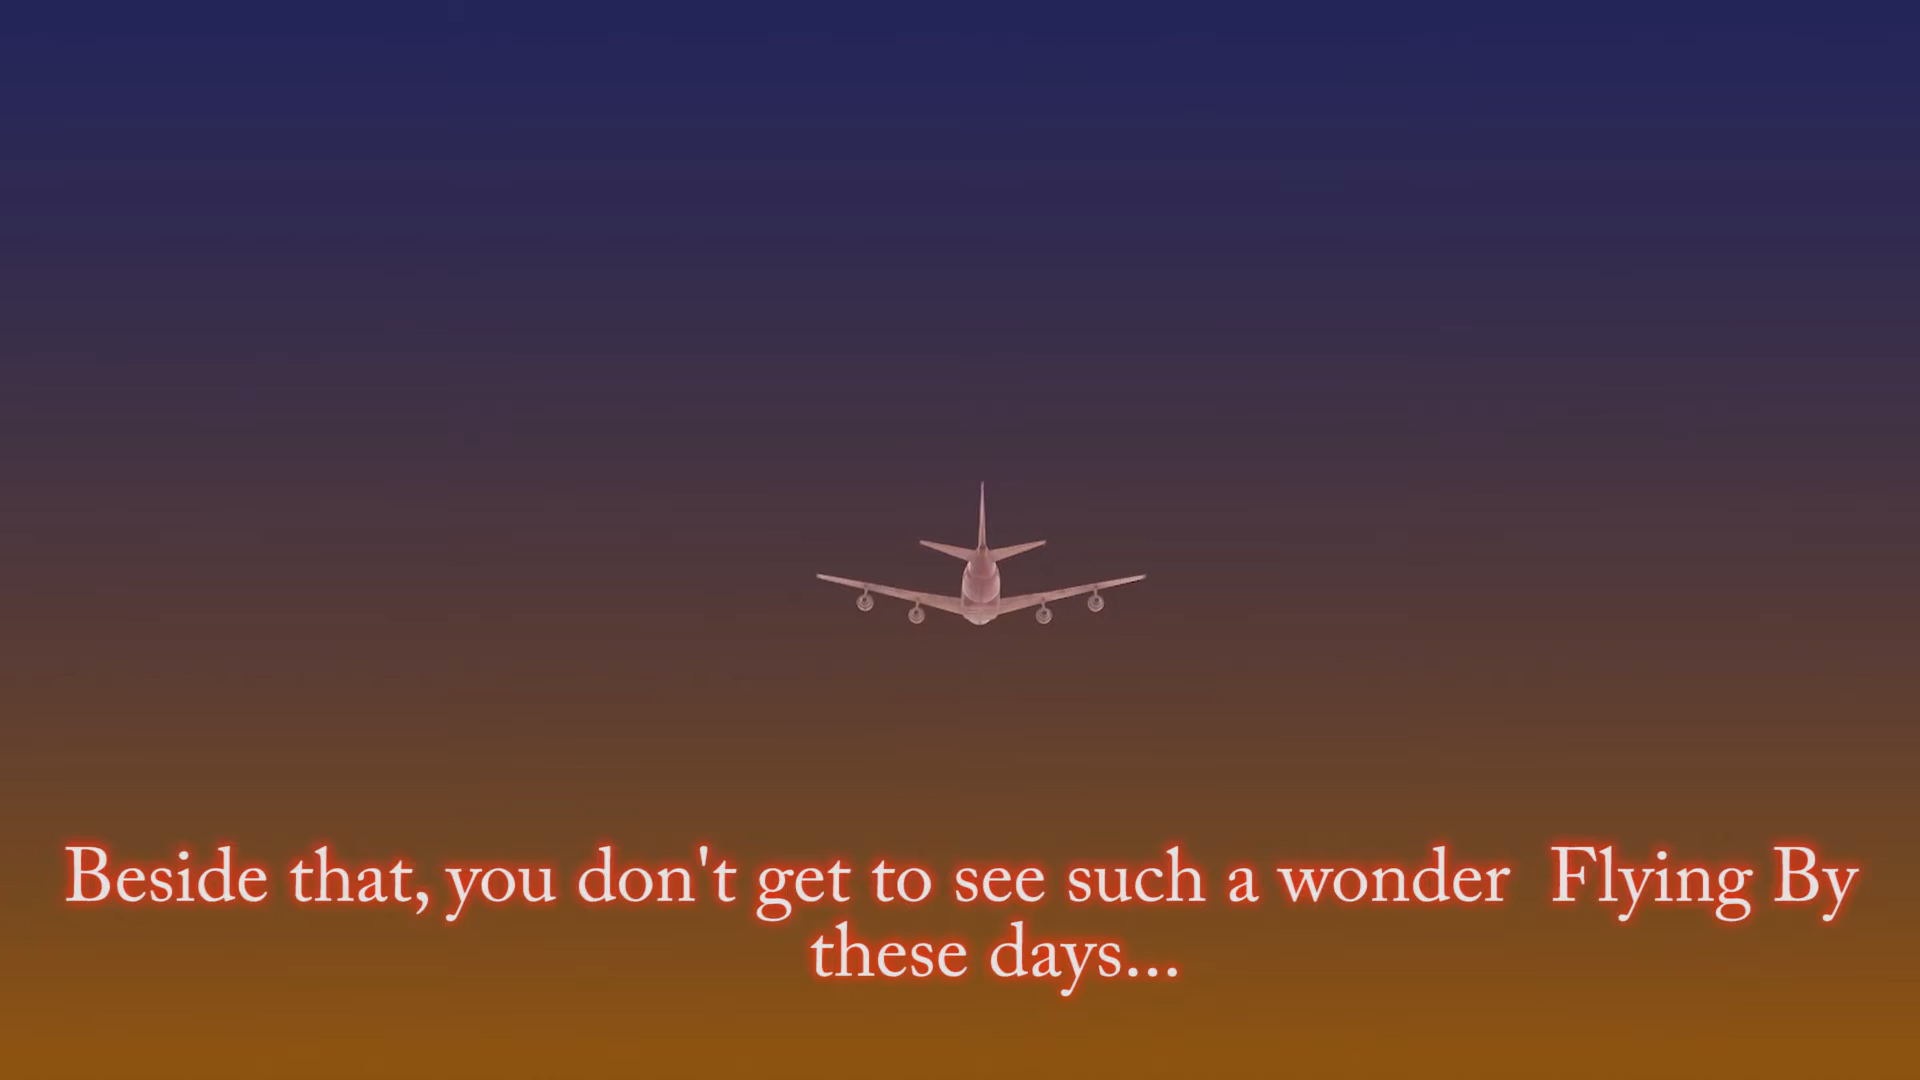 Beside that, you don't get to see such a wonder  Flying By
these days...